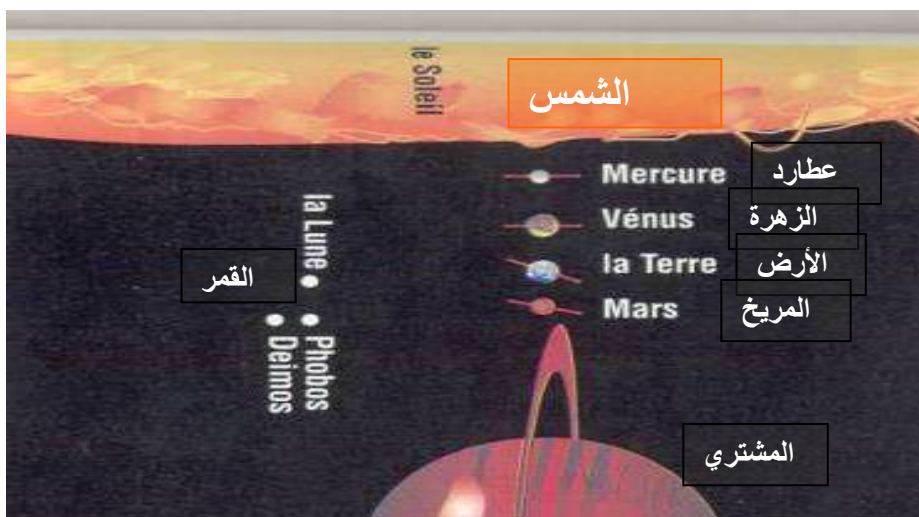 le Soleil
الشمس
Mercure
عطارد
Vénus
الزهرة
la Terre
الأرض
Mars
المريخ
la Lune
القمر
Phobos
Deimos
المشتري